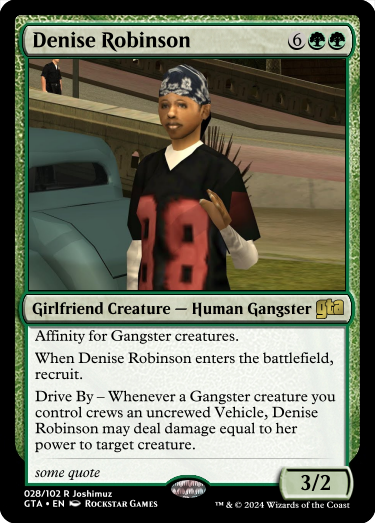 Denise Robinson 6
88
Girlfriend Creature — Human Gangster gta
Affinity for Gangster creatures.
When Denise Robinson enters the battlefield,
recruit.
Drive By – Whenever a Gangster creature you
control crews an uncrewed Vehicle, Denise
Robinson may deal damage equal to her
power to target creature.
some quote
3/2
028/102 R Joshimuz
GTA • EN Rockstar Games
™ & © 2024 Wizards of the Coast